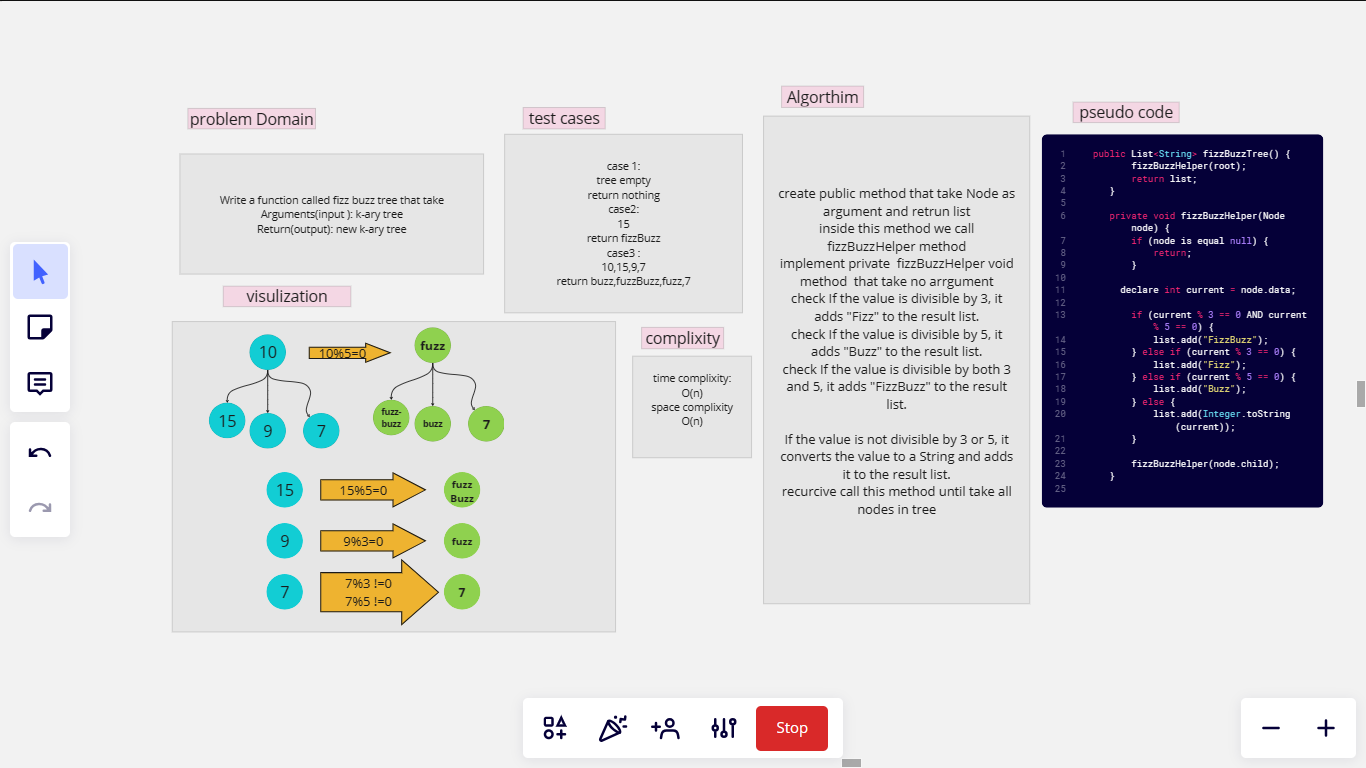 problem Domain
Write a function called fizz buzz tree that take
Arguments(input ): k-ary tree
Return(output): new k-ary tree
test cases
case 1:
tree empty
return nothing
case2:
15
return fizzBuzz
case3 :
10,15,9,7
return buzz,fuzzBuzz,fuzz,7
visulization
10
10%5=0
fuzz
15
9
7
fuzz-
buzz
buzz
7
15
15%5=0
fuzz
Buzz
9
9%3=0
fuzz
7
7%3 !=0
7%5 !=0
7
complixity
time complixity:
O(n)
space complixity
O(n)
Algorthim
create public method that take Node as
argument and retrun list
inside this method we call
fizzBuzzHelper method
implement private  fizzBuzzHelper void
method  that take no arrgument
check If the value is divisible by 3, it
adds "Fizz" to the result list.
check If the value is divisible by 5, it
adds "Buzz" to the result list.
check If the value is divisible by both 3
and 5, it adds "FizzBuzz" to the result
list.
If the value is not divisible by 3 or 5, it
converts the value to a String and adds
it to the result list.
recurcive call this method until take all
nodes in tree
pseudo code
1 public List<String> fizzBuzzTree() {
2 fizzBuzzHelper(root);
3 return list;
4 }
5
6 private void fizzBuzzHelper(Node
node) {
7 if (node is equal null) {
8 return;
9 }
10
11 declare int current = node.data;
12
13 if (current % 3 == 0 AND current
% 5 == 0) {
14 list.add("FizzBuzz");
15 } else if (current % 3 == 0) {
16 list.add("Fizz");
17 } else if (current % 5 == 0) {
18 list.add("Buzz");
19 } else {
20 list.add(Integer.toString
(current));
21 }
22
23 fizzBuzzHelper(node.child);
24 }
25
Stop